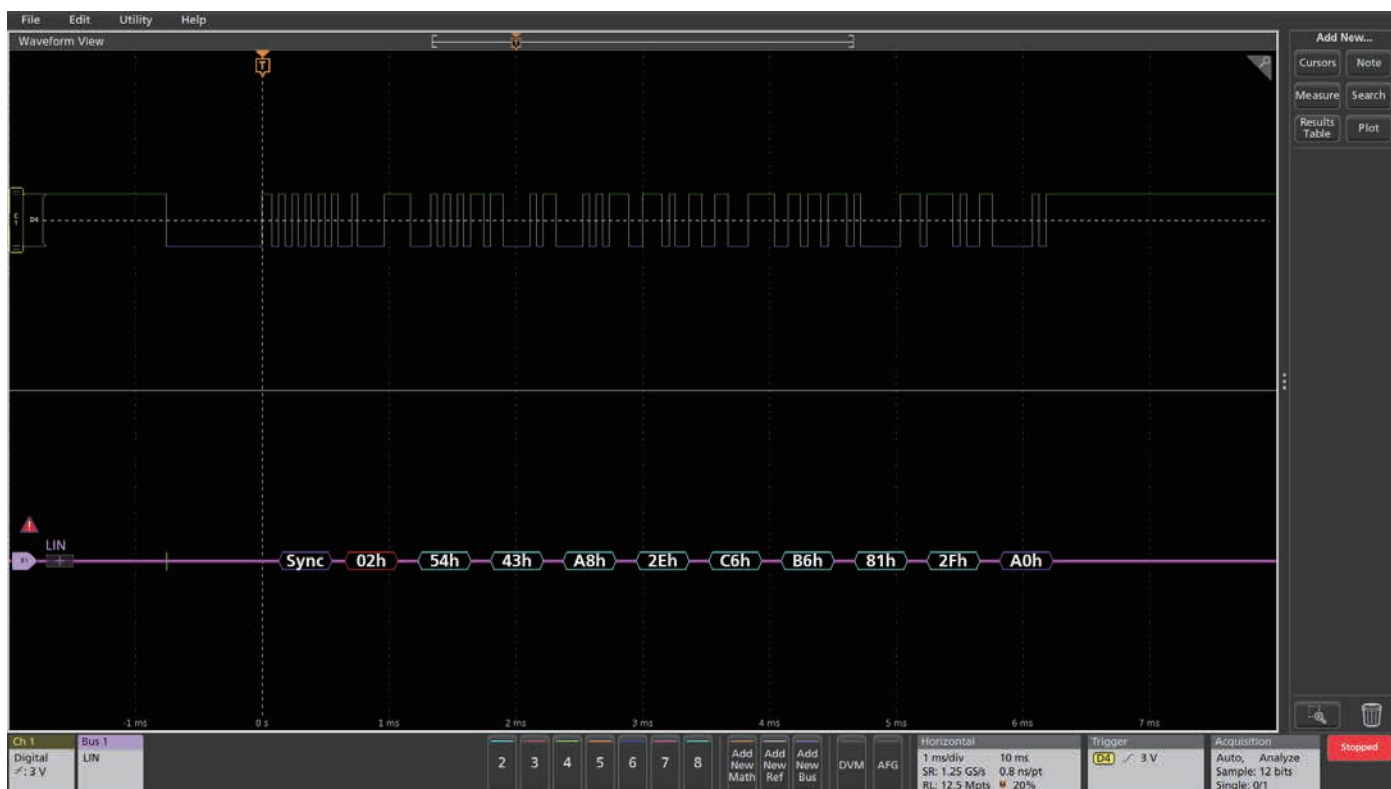 File Edit Utility Help
Waveform View
Add New...
Cursors Note
Measure Search
Results Table Plot
T
T
D4
LIN
Sync 02h 54h 43h A8h 2Eh C6h B6h 81h 2Fh A0h
-1 ms 0 s 1 ms 2 ms 3 ms 4 ms 5 ms 6 ms 7 ms
Ch 1
Digital
: 3 V
Bus 1
LIN
2 3 4 5 6 7 8
Add New Math
Add New Ref
Add New Bus
DVM
AFG
Horizontal
1 ms/div 10 ms
SR: 1.25 GS/s 0.8 ns/pt
RL: 12.5 Mpts 20%
Trigger
D4 3 V
Acquisition
Auto, Analyze
Sample: 12 bits
Single: 0/1
Stopped